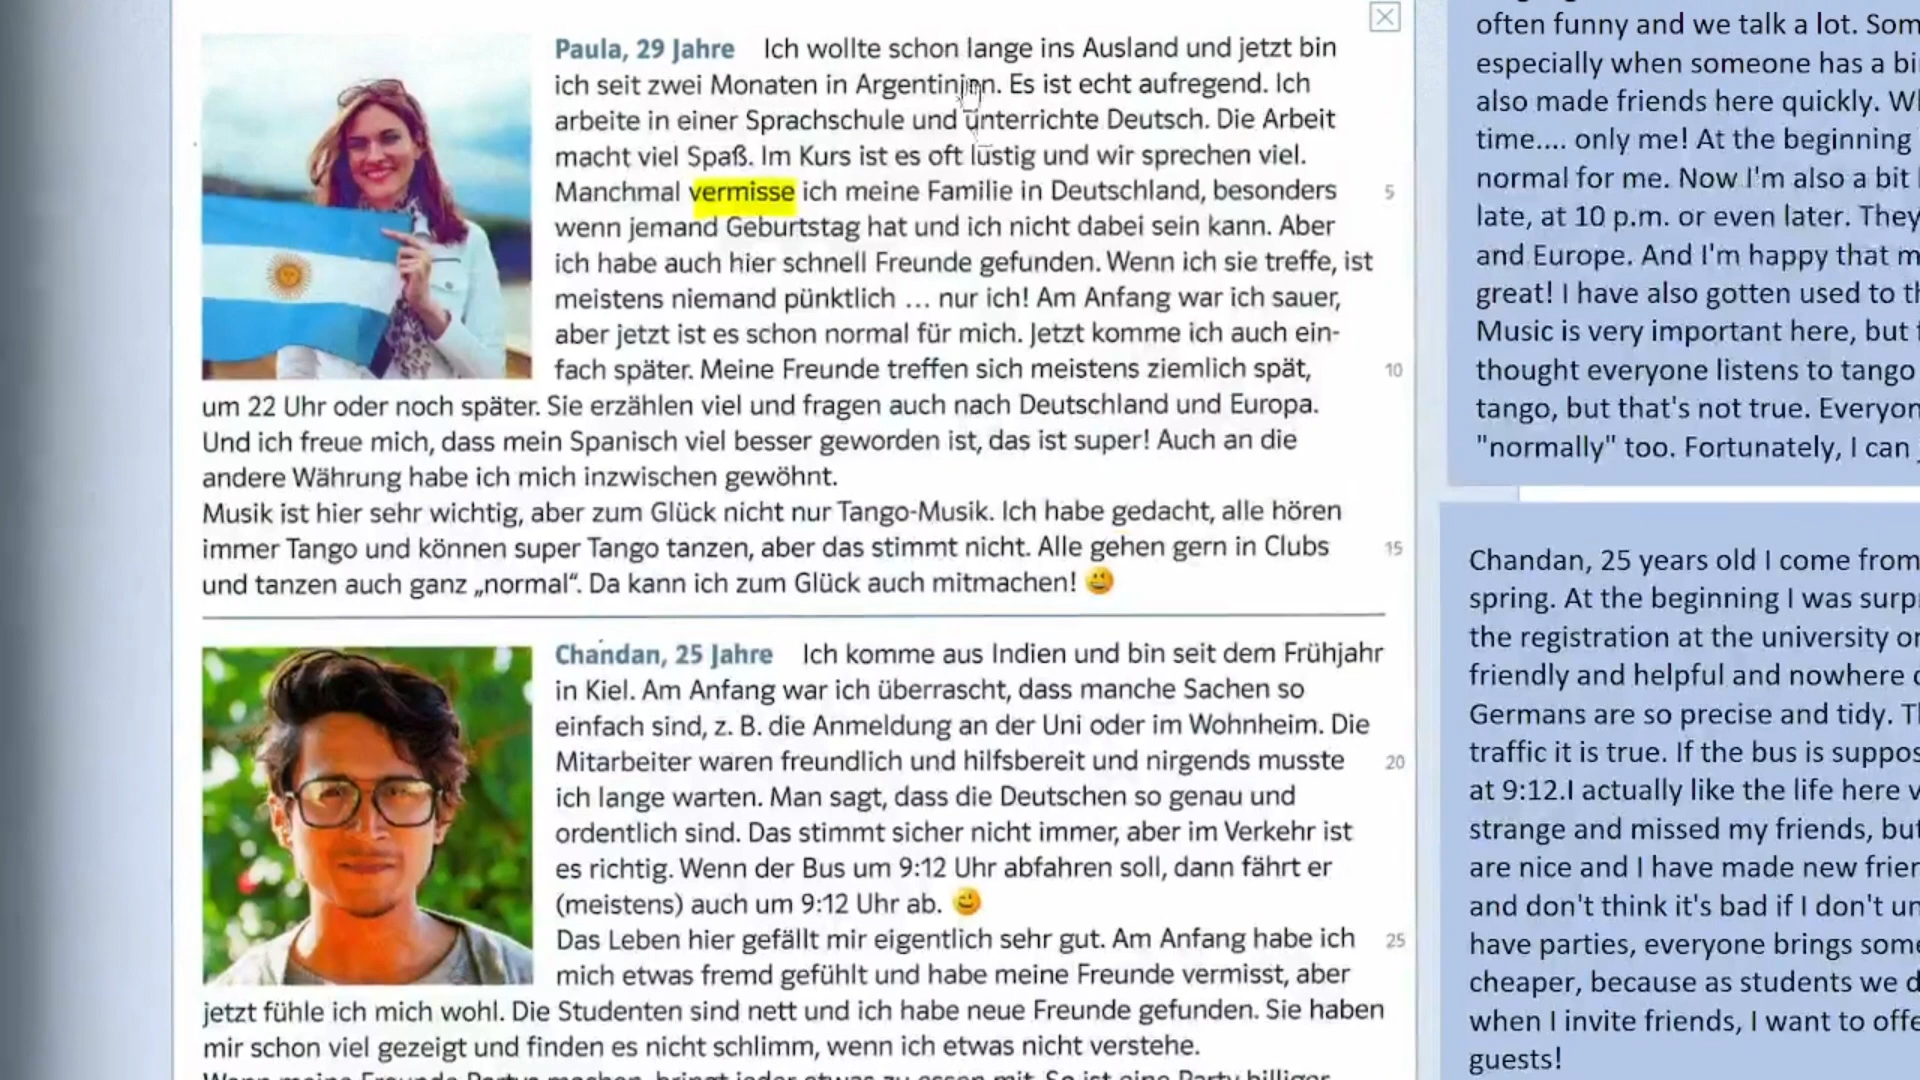 Paula, 29 Jahre Ich wollte schon lange ins Ausland und jetzt bin
ich seit zwei Monaten in Argentinien. Es ist echt aufregend. Ich
arbeite in einer Sprachschule und unterrichte Deutsch. Die Arbeit
macht viel Spaß. Im Kurs ist es oft lustig und wir sprechen viel.
Manchmal vermisse ich meine Familie in Deutschland, besonders 5
wenn jemand Geburtstag hat und ich nicht dabei sein kann. Aber
ich habe auch hier schnell Freunde gefunden. Wenn ich sie treffe, ist
meistens niemand pünktlich … nur ich! Am Anfang war ich sauer,
aber jetzt ist es schon normal für mich. Jetzt komme ich auch ein-
fach später. Meine Freunde treffen sich meistens ziemlich spät, 10
um 22 Uhr oder noch später. Sie erzählen viel und fragen auch nach Deutschland und Europa.
Und ich freue mich, dass mein Spanisch viel besser geworden ist, das ist super! Auch an die
andere Währung habe ich mich inzwischen gewöhnt.
Musik ist hier sehr wichtig, aber zum Glück nicht nur Tango-Musik. Ich habe gedacht, alle hören
immer Tango und können super Tango tanzen, aber das stimmt nicht. Alle gehen gern in Clubs 15
und tanzen auch ganz „normal“. Da kann ich zum Glück auch mitmachen! 😀
Chandan, 25 Jahre Ich komme aus Indien und bin seit dem Frühjahr
in Kiel. Am Anfang war ich überrascht, dass manche Sachen so
einfach sind, z. B. die Anmeldung an der Uni oder im Wohnheim. Die
Mitarbeiter waren freundlich und hilfsbereit und nirgends musste 20
ich lange warten. Man sagt, dass die Deutschen so genau und
ordentlich sind. Das stimmt sicher nicht immer, aber im Verkehr ist
es richtig. Wenn der Bus um 9:12 Uhr abfahren soll, dann fährt er
(meistens) auch um 9:12 Uhr ab. 😀
Das Leben hier gefällt mir eigentlich sehr gut. Am Anfang habe ich 25
mich etwas fremd gefühlt und habe meine Freunde vermisst, aber
jetzt fühle ich mich wohl. Die Studenten sind nett und ich habe neue Freunde gefunden. Sie haben
mir schon viel gezeigt und finden es nicht schlimm, wenn ich etwas nicht verstehe.
often funny and we talk a lot.
especially when someone has a
also made friends here quickly.
time.... only me! At the beginning
normal for me. Now I'm also a bit
late, at 10 p.m. or even later. They
and Europe. And I'm happy that
great! I have also gotten used to
Music is very important here, but
thought everyone listens to tango
tango, but that's not true.
"normally" too. Fortunately, I can
Chandan, 25 years old I come from
spring. At the beginning I was
the registration at the university
friendly and helpful and nowhere
Germans are so precise and tidy.
traffic it is true. If the bus is
at 9:12.I actually like the life here
strange and missed my friends,
are nice and I have made new
and don't think it's bad if I don't
have parties, everyone brings
cheaper, because as students we
when I invite friends, I want to
guests!